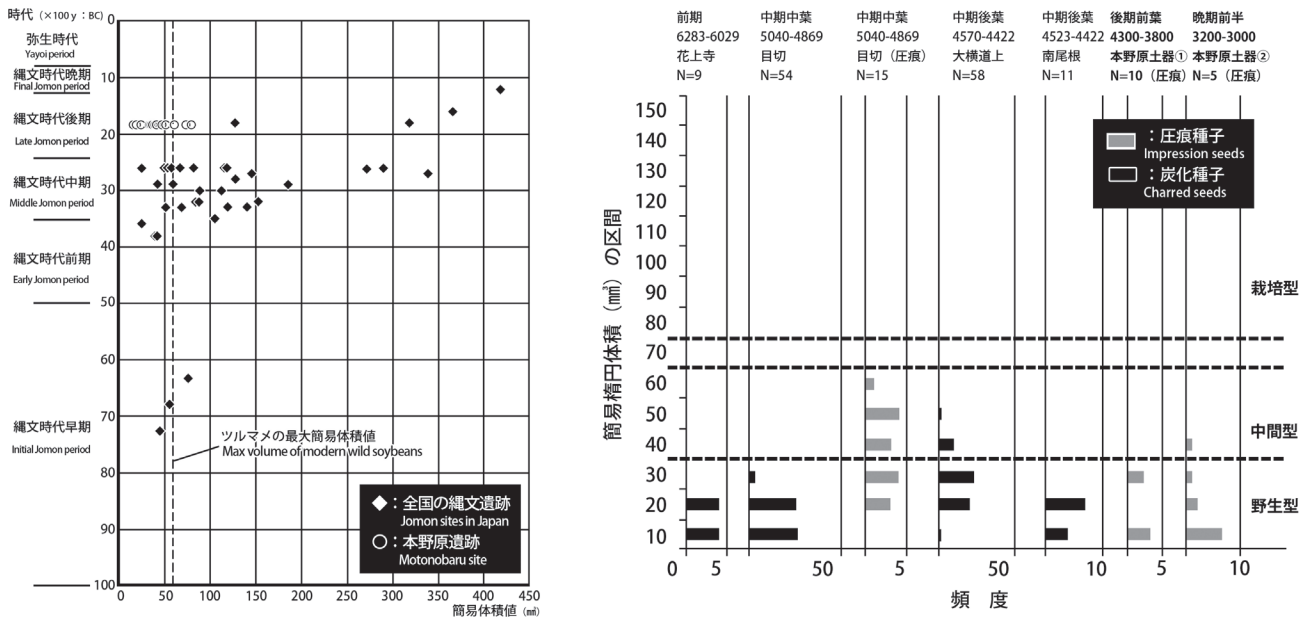 時代（×100 y：BC）
0
弥生時代
Yayoi period
縄文時代晩期
10
Final Jomon period
縄文時代後期
20
Late Jomon period
縄文時代中期
30
Middle Jomon period
40
縄文時代前期
Early Jomon period
50
60
70
縄文時代早期
Initial Jomon period
80
90
100
ツルマメの最大簡易体積値
Max volume of modern wild soybeans
◆：全国の縄文遺跡
Jomon sites in Japan
○：本野原遺跡
Motonobaru site
0 50 100 150 200 250 300 350 400 450
簡易体積値（㎣）
前期
6283-6029
花上寺
N=9
中期中葉
5040-4869
目切
N=54
中期中葉
5040-4869
目切（圧痕）
N=15
中期後葉
4570-4422
大横道上
N=58
中期後葉
4523-4422
南尾根
N=11
後期前葉
4300-3800
本野原土器①
N=10（圧痕）
晩期前半
3200-3000
本野原土器②
N=5（圧痕）
簡易楕円体積（㎣）の区間
150
140
130
120
110
100
90
80
70
60
50
40
30
20
10
：圧痕種子
Impression seeds
：炭化種子
Charred seeds
栽培型
中間型
野生型
0 5 50 5 50 10 5 10
頻 度